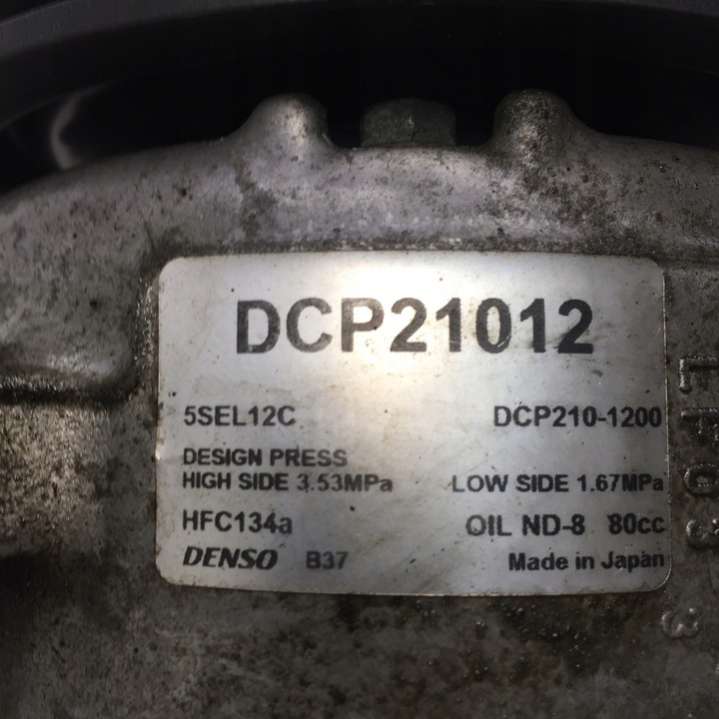 DCP21012
5SEL12C DCP210-1200
DESIGN PRESS
HIGH SIDE 3.53MPa LOW SIDE 1.67MPa
HFC134a OIL ND-8 80cc
DENSO B37 Made in Japan